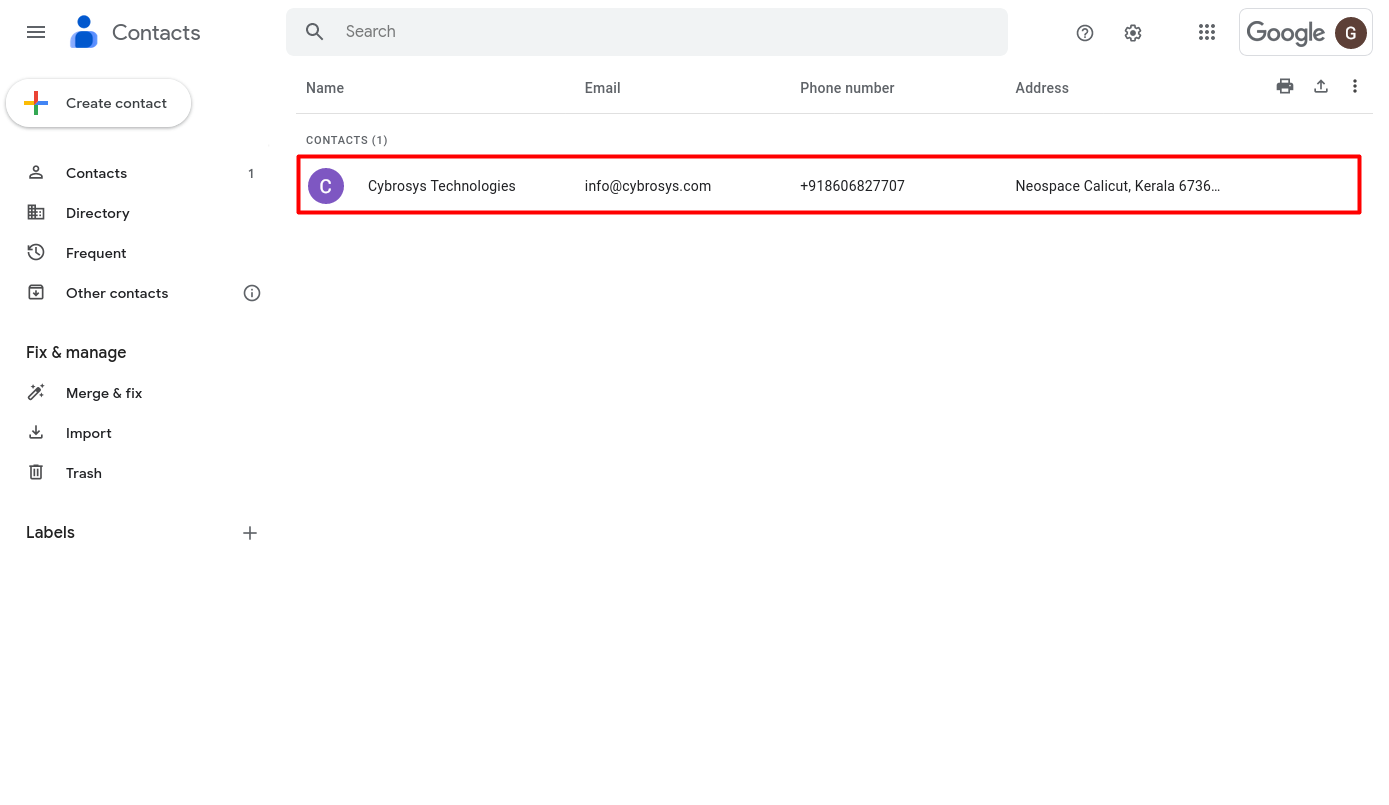 Contacts
Search
Google
G
Create contact
Name Email Phone number Address
CONTACTS (1)
C Cybrosys Technologies info@cybrosys.com +918606827707 Neospace Calicut, Kerala 6736…
Contacts 1
Directory
Frequent
Other contacts
Fix & manage
Merge & fix
Import
Trash
Labels